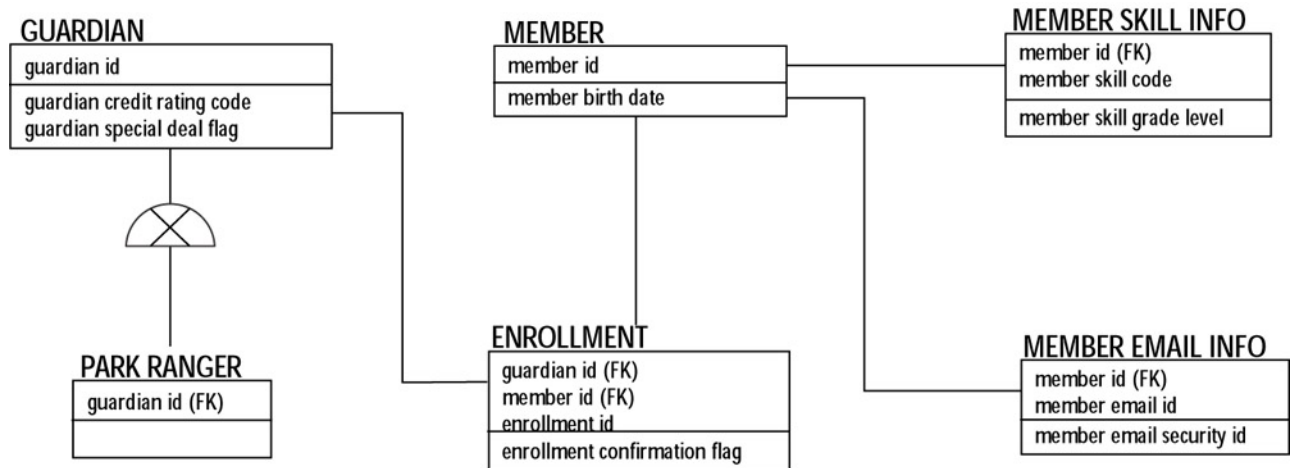 GUARDIAN
guardian id
guardian credit rating code
guardian special deal flag
MEMBER
member id
member birth date
MEMBER SKILL INFO
member id (FK)
member skill code
member skill grade level
PARK RANGER
guardian id (FK)
ENROLLMENT
guardian id (FK)
member id (FK)
enrollment id
enrollment confirmation flag
MEMBER EMAIL INFO
member id (FK)
member email id
member email security id